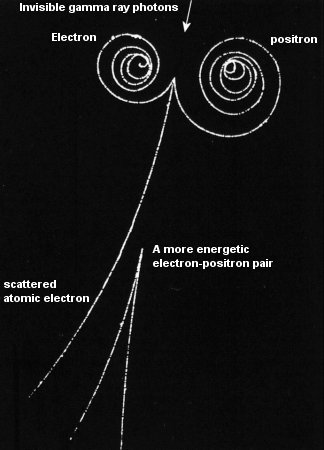 Invisible gamma ray photons
Electron
positron
A more energetic
electron-positron pair
scattered
atomic electron